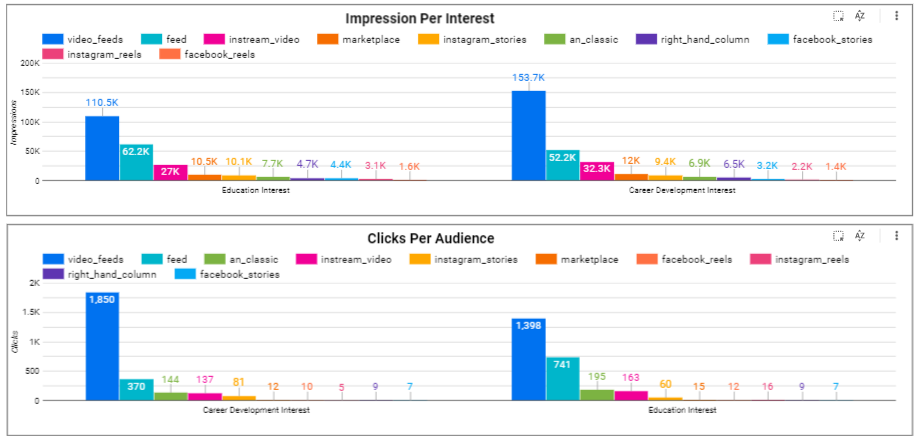 Impression Per Interest
video_feeds feed instream_video marketplace instagram_stories an_classic right_hand_column facebook_stories
instagram_reels facebook_reels
200K
150K
100K
50K
0
Impressions
110.5K 62.2K 27K 10.5K 10.1K 7.7K 4.7K 4.4K 3.1K 1.6K
153.7K 52.2K 32.3K 12K 9.4K 6.9K 6.5K 3.2K 2.2K 1.4K
Education Interest Career Development Interest
Clicks Per Audience
video_feeds feed an_classic instream_video instagram_stories marketplace facebook_reels instagram_reels
right_hand_column facebook_stories
2K
1.5K
1K
500
0
Clicks
1,850 370 144 137 81 12 10 5 9 7
1,398 741 195 163 60 15 12 16 9 7
Career Development Interest Education Interest